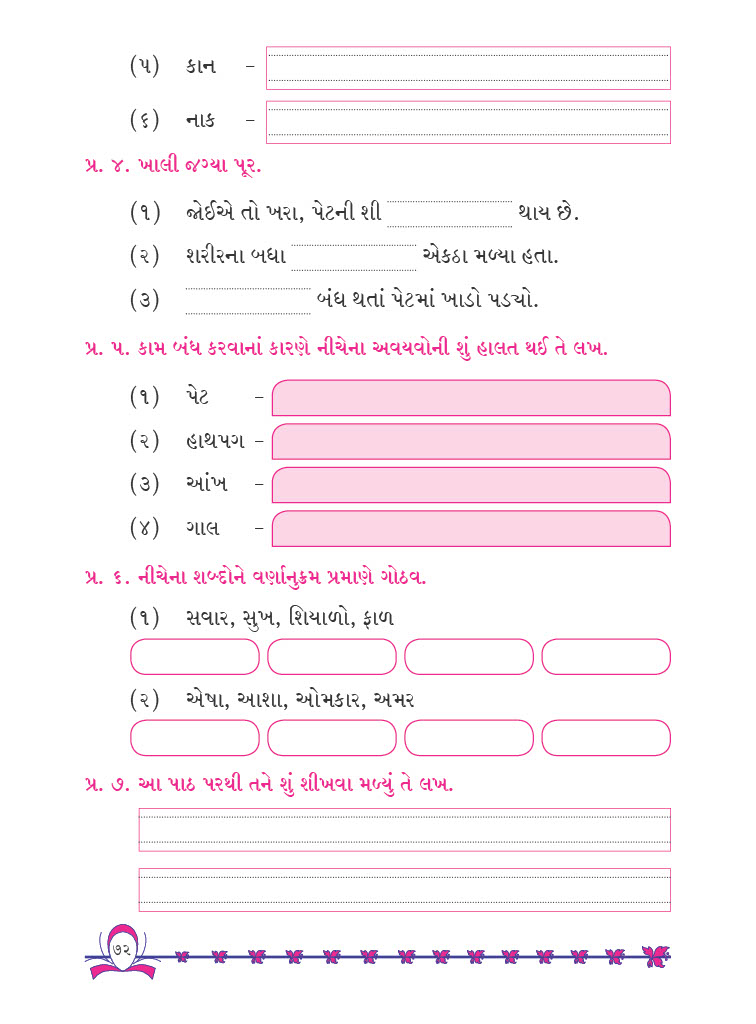 (૫) કાન –
(૬) નાક –
પ્ર. ૪. ખાલી જગ્યા પૂર.
(૧) જોઈએ તો ખરા, પેટની શી થાય છે.
(૨) શરીરના બધા એકઠા મળ્યા હતા.
(૩) બંધ થતાં પેટમાં ખાડો પડ્યો.
પ્ર. ૫. કામ બંધ કરવાનાં કારણે નીચેના અવયવોની શું હાલત થઈ તે લખ.
(૧) પેટ –
(૨) હાથપગ –
(૩) આંખ –
(૪) ગાલ –
પ્ર. ૬. નીચેના શબ્દોને વર્ણાનુક્રમ પ્રમાણે ગોઠવ.
(૧) સવાર, સુખ, શિયાળો, ફાળ
(૨) એષા, આશા, ઓમકાર, અમર
પ્ર. ૭. આ પાઠ પરથી તને શું શીખવા મળ્યું તે લખ.
૭૨